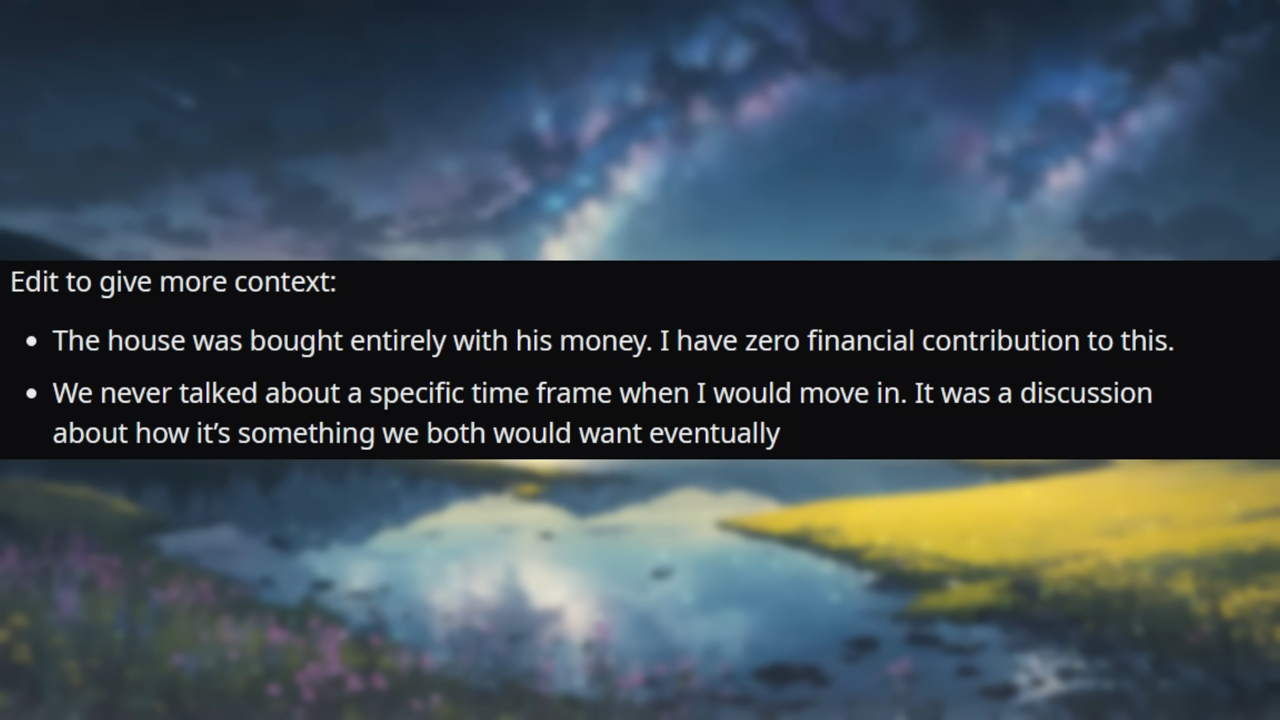 Edit to give more context:
• The house was bought entirely with his money. I have zero financial contribution to this.
• We never talked about a specific time frame when I would move in. It was a discussion
about how it’s something we both would want eventually